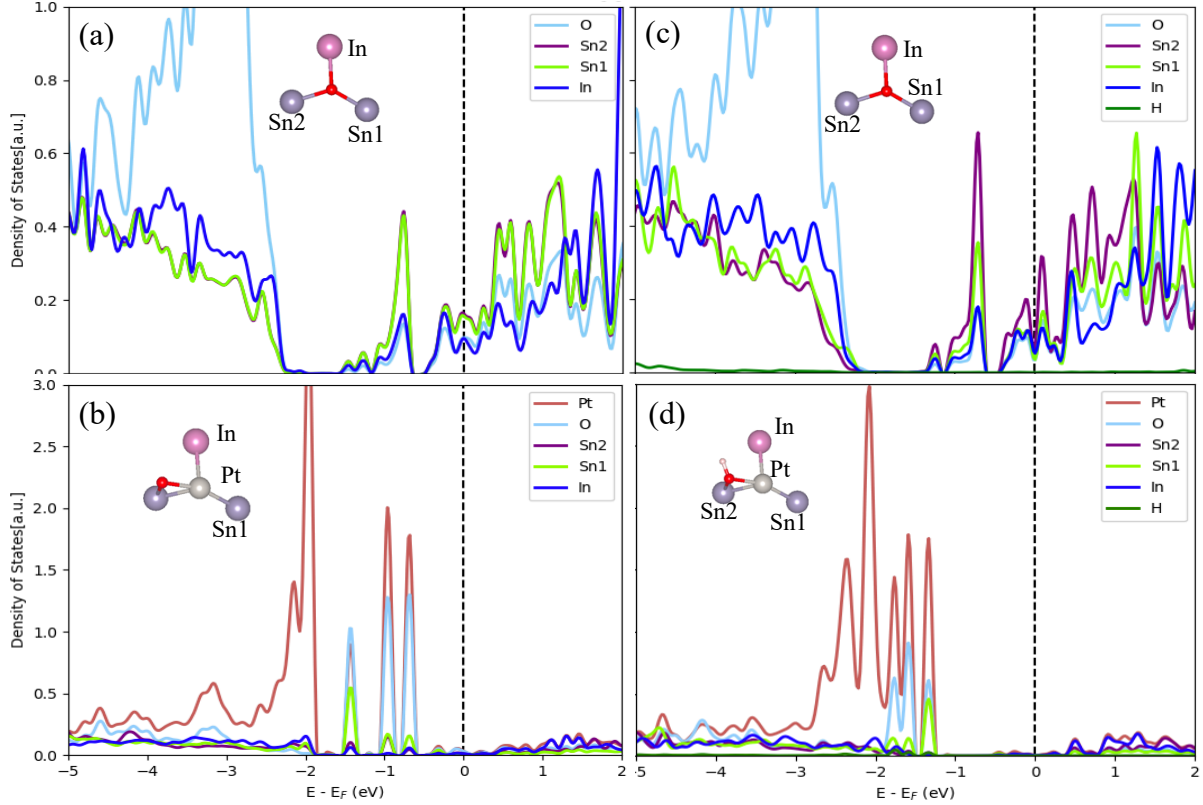 (a)
O
Sn2
Sn1
In
In
Sn2
Sn1
Density of States[a.u.]
1.0
0.8
0.6
0.4
0.2
0.0
(c)
O
Sn2
Sn1
In
H
In
Sn1
Sn2
(b)
Pt
O
Sn2
Sn1
In
In
Pt
Sn1
Density of States[a.u.]
3.0
2.5
2.0
1.5
1.0
0.5
0.0
-5 -4 -3 -2 -1 0 1 2
E - E_F (eV)
(d)
Pt
O
Sn2
Sn1
In
H
In
Pt
Sn2
Sn1
-5 -4 -3 -2 -1 0 1 2
E - E_F (eV)